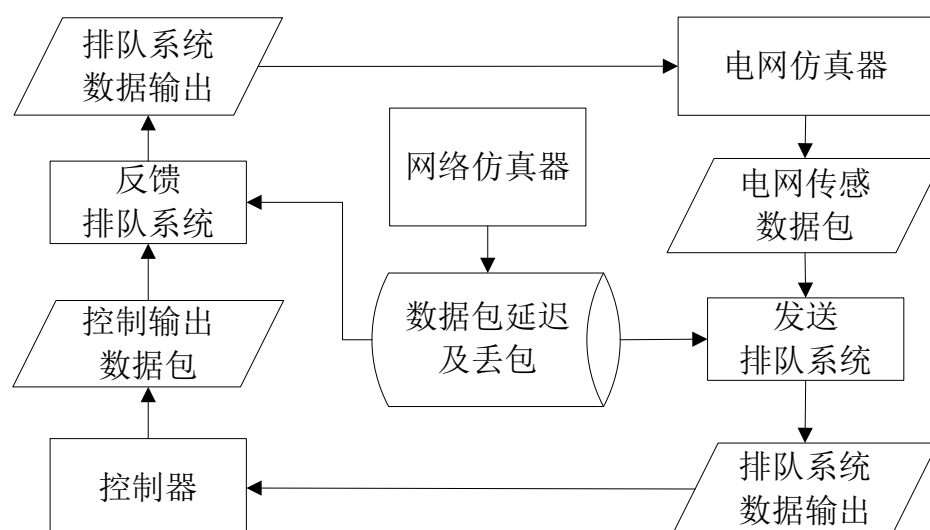 排队系统
数据输出
电网仿真器
网络仿真器
反馈
排队系统
电网传感
数据包
控制输出
数据包
数据包延迟
及丢包
发送
排队系统
控制器
排队系统
数据输出